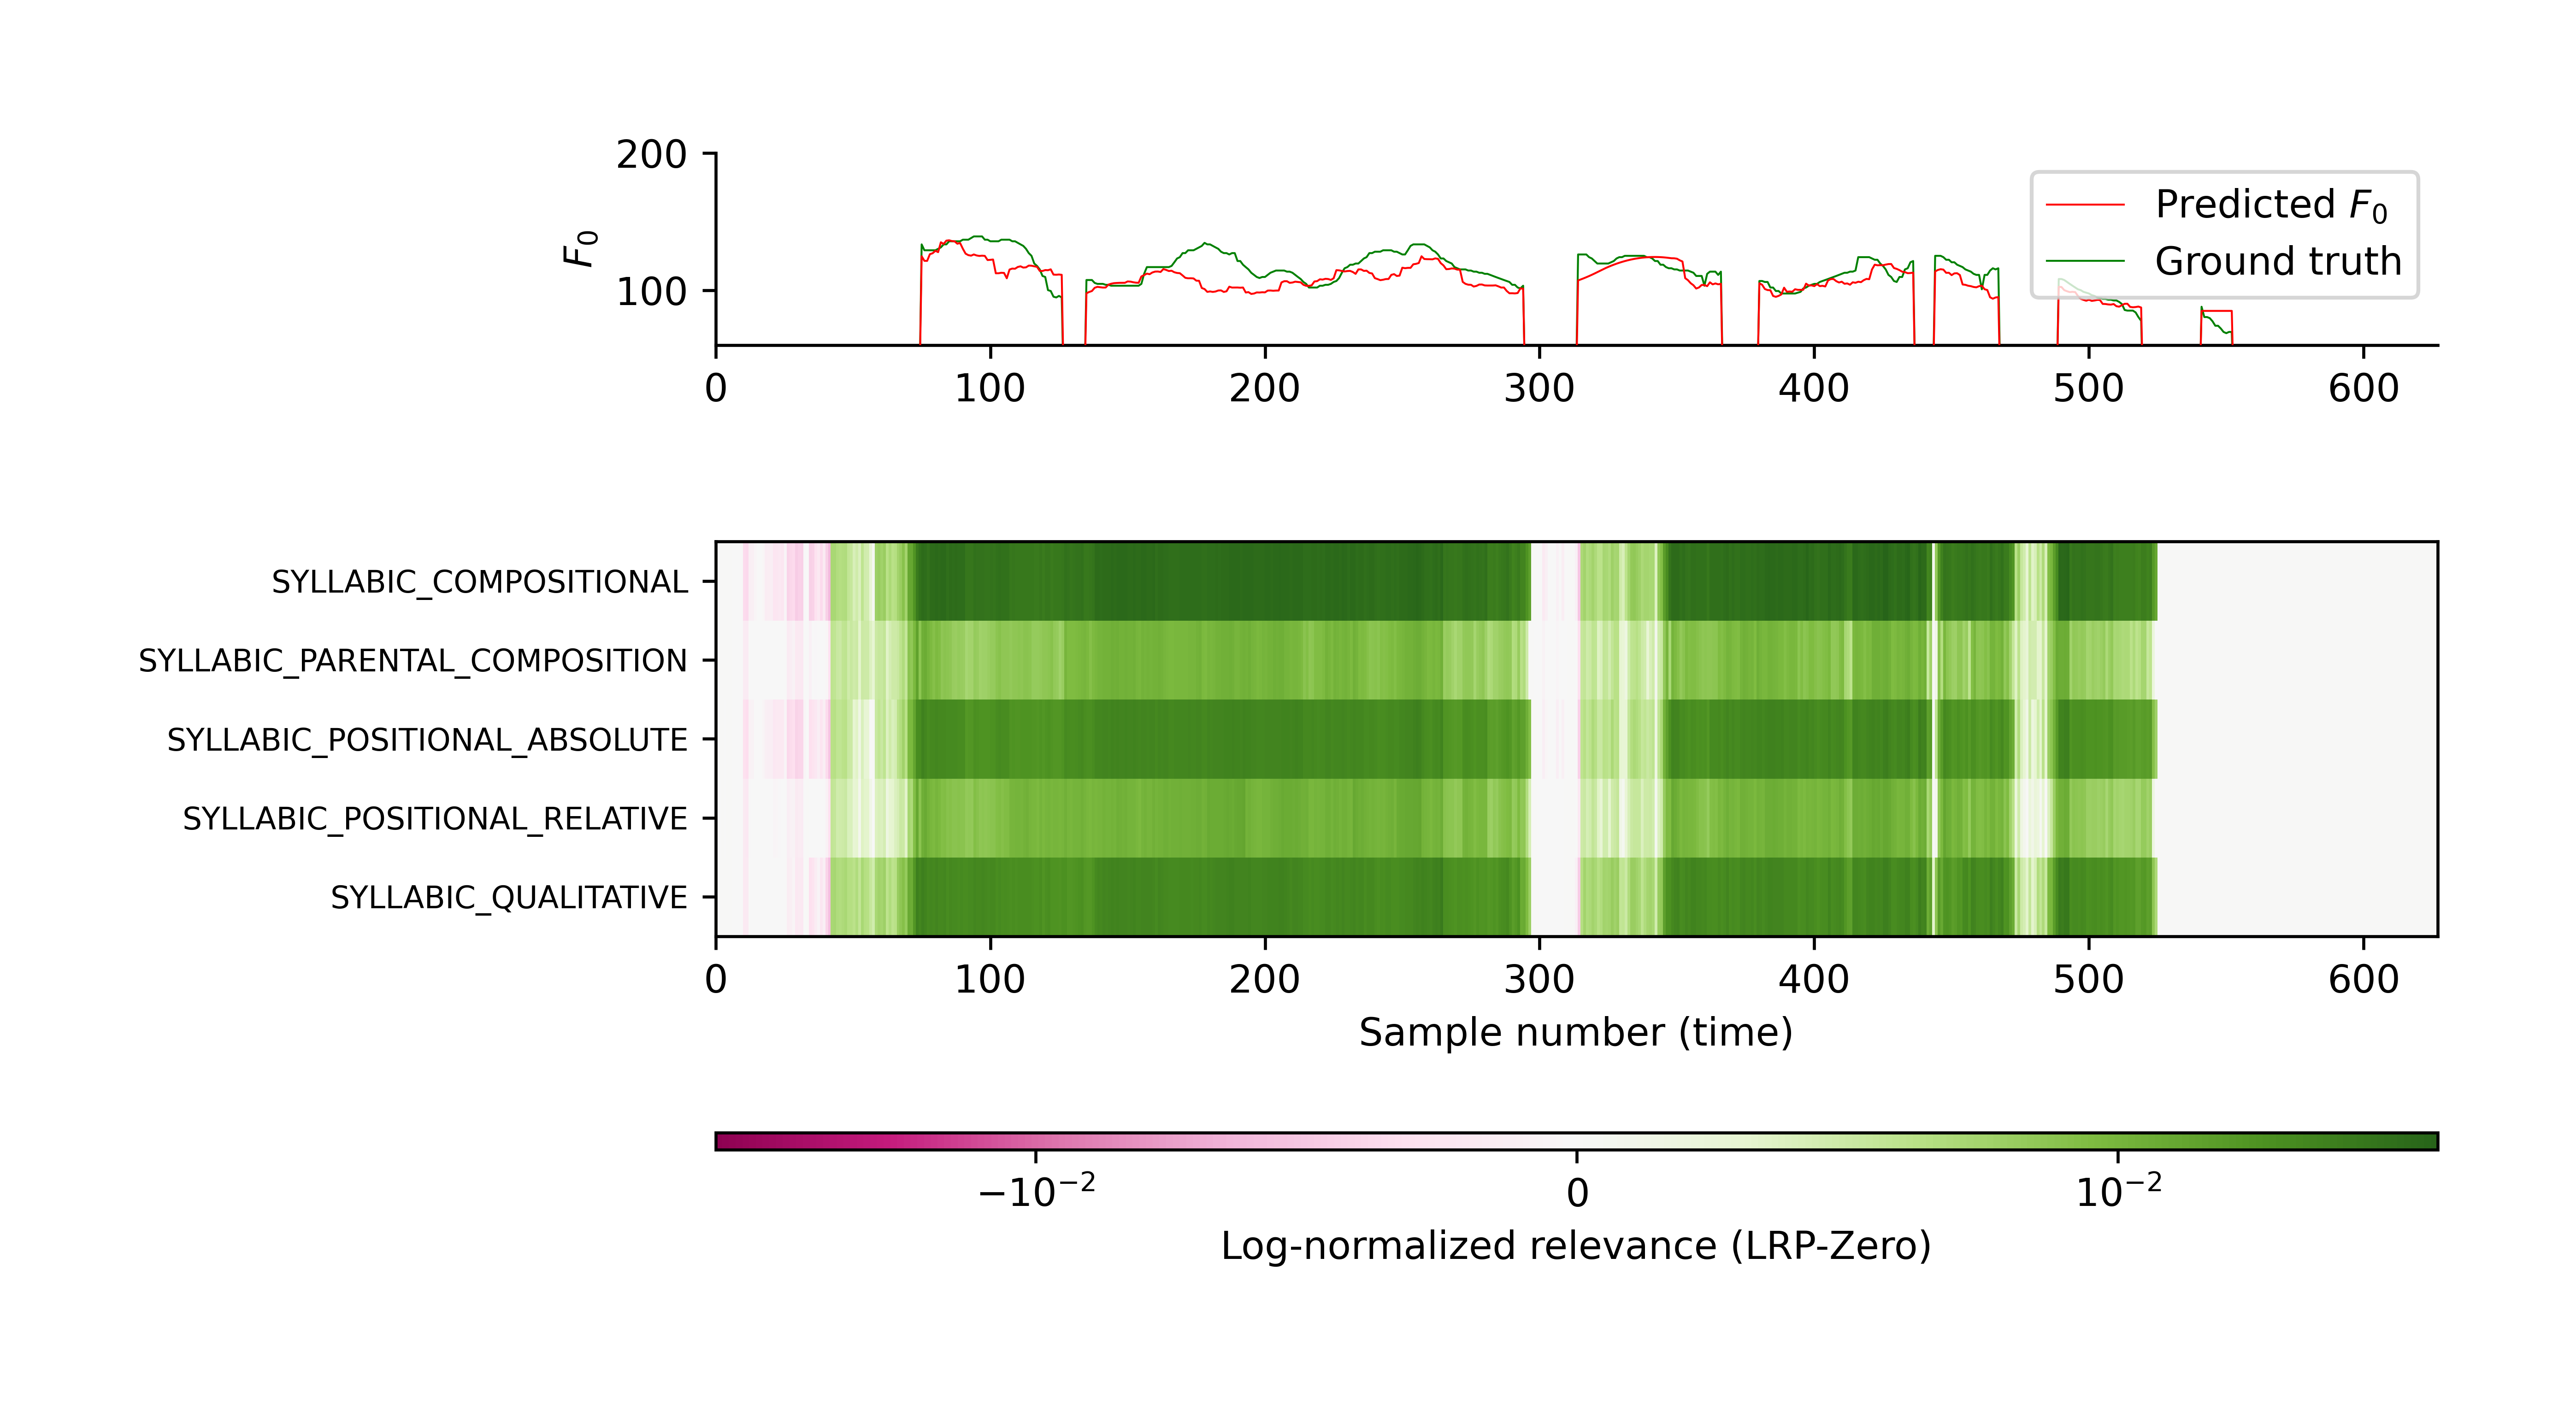 200
100
F₀
Predicted F₀
Ground truth
0 100 200 300 400 500 600
SYLLABIC_COMPOSITIONAL
SYLLABIC_PARENTAL_COMPOSITION
SYLLABIC_POSITIONAL_ABSOLUTE
SYLLABIC_POSITIONAL_RELATIVE
SYLLABIC_QUALITATIVE
0 100 200 300 400 500 600
Sample number (time)
−10⁻² 0 10⁻²
Log-normalized relevance (LRP-Zero)